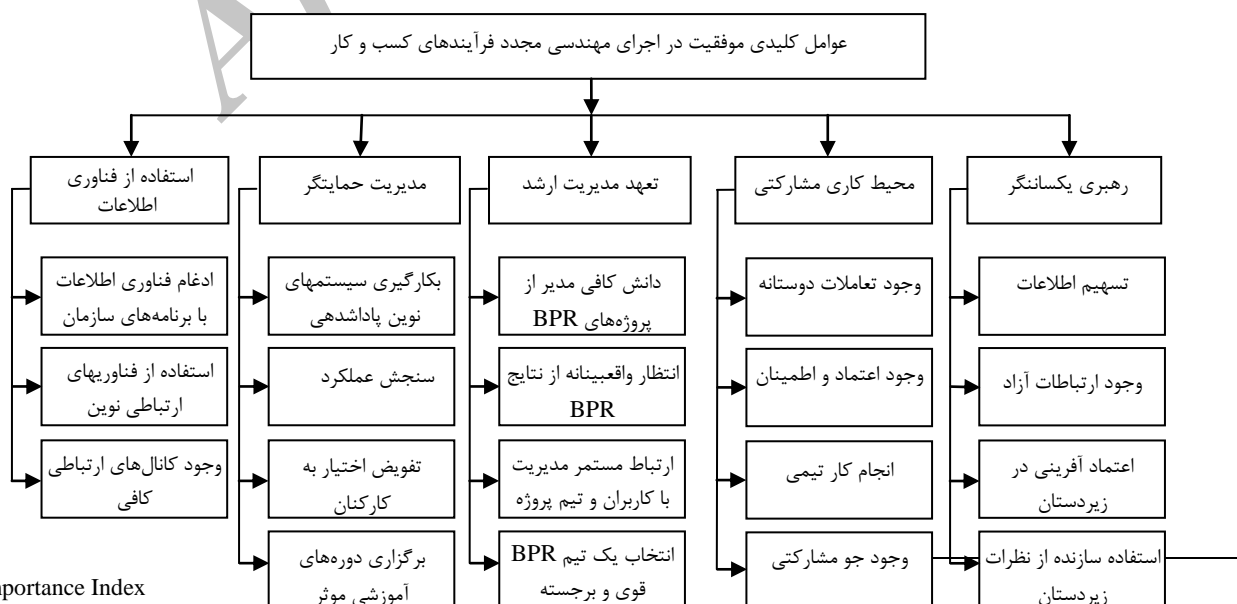 عوامل کلیدی موفقیت در اجرای مهندسی مجدد فرآیندهای کسب و کار
رهبری یکساننگر
محیط کاری مشارکتی
تعهد مدیریت ارشد
مدیریت حمایتگر
استفاده از فناوری
اطلاعات
تسهیم اطلاعات
وجود ارتباطات آزاد
اعتماد آفرینی در
زیردستان
استفاده سازنده از نظرات
زیردستان
وجود تعاملات دوستانه
وجود اعتماد و اطمینان
انجام کار تیمی
وجود جو مشارکتی
دانش کافی مدیر از
پروژه‌های BPR
انتظار واقعبینانه از نتایج
BPR
ارتباط مستمر مدیریت
با کاربران و تیم پروژه
انتخاب یک تیم BPR
قوی و برجسته
بکارگیری سیستمهای
نوین پاداشدهی
سنجش عملکرد
تفویض اختیار به
کارکنان
برگزاری دوره‌های
آموزشی موثر
ادغام فناوری اطلاعات
با برنامه‌های سازمان
استفاده از فناوریهای
ارتباطی نوین
وجود کانال‌های ارتباطی
کافی
Index